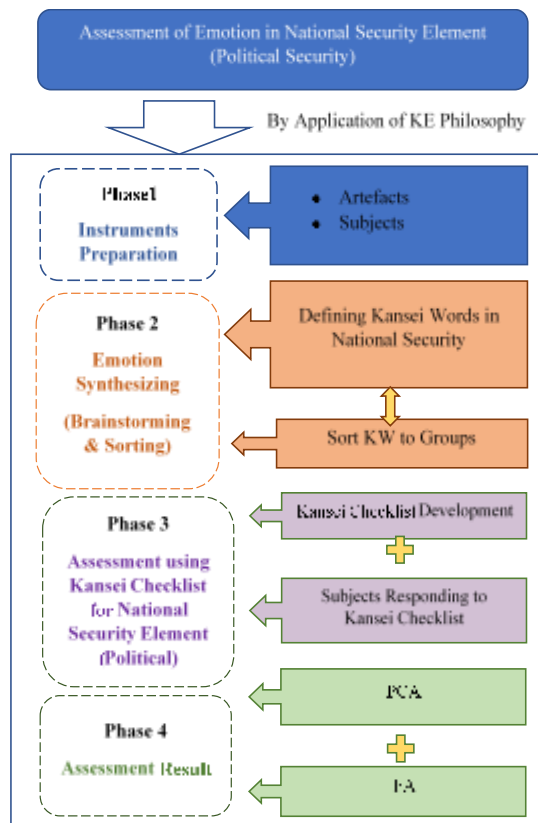 Assessment of Emotion in National Security Element
(Political Security)
By Application of KE Philosophy
Phase1
Instruments
Preparation
• Artefacts
• Subjects
Phase 2
Emotion
Synthesizing
(Brainstorming
& Sorting)
Defining Kansei Words in
National Security
Sort KW to Groups
Phase 3
Assessment using
Kansei Checklist
for National
Security Element
(Political)
Kansei Checklist Development
Subjects Responding to
Kansei Checklist
Phase 4
Assessment Result
PCA
FA